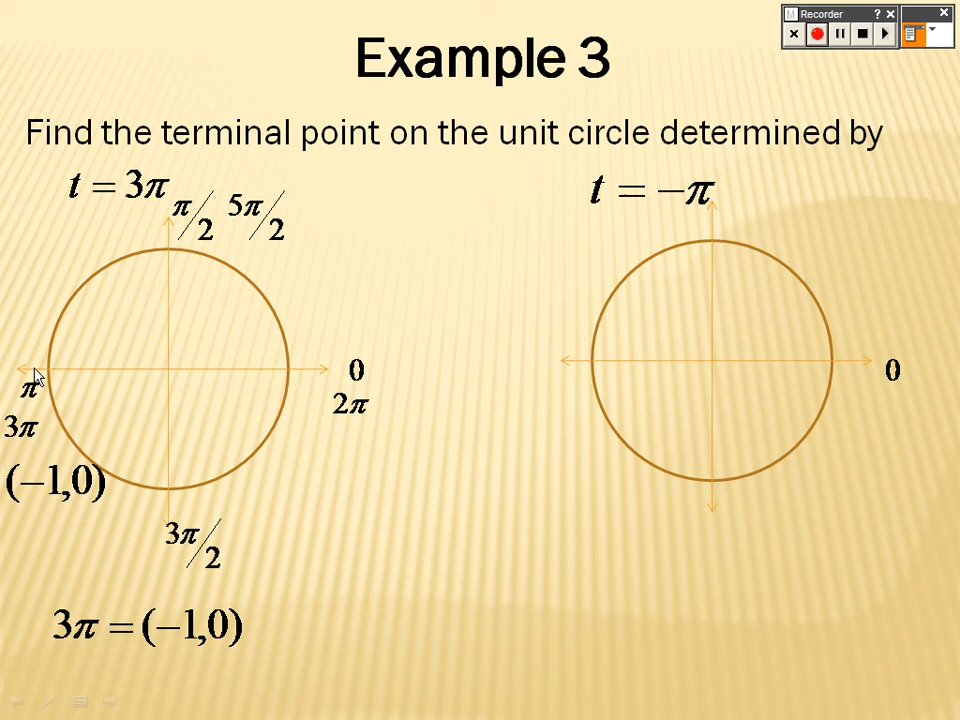 Recorder ? ×
Example 3
Find the terminal point on the unit circle determined by
t = 3π
t = −π
π/2 5π/2
0
2π
0
π
3π
(−1,0)
3π/2
3π = (−1,0)